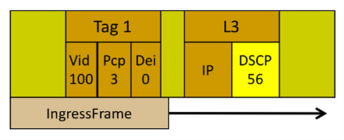 Tag 1 L3
Vid 100 Pcp 3 Dei 0 IP DSCP 56
IngressFrame